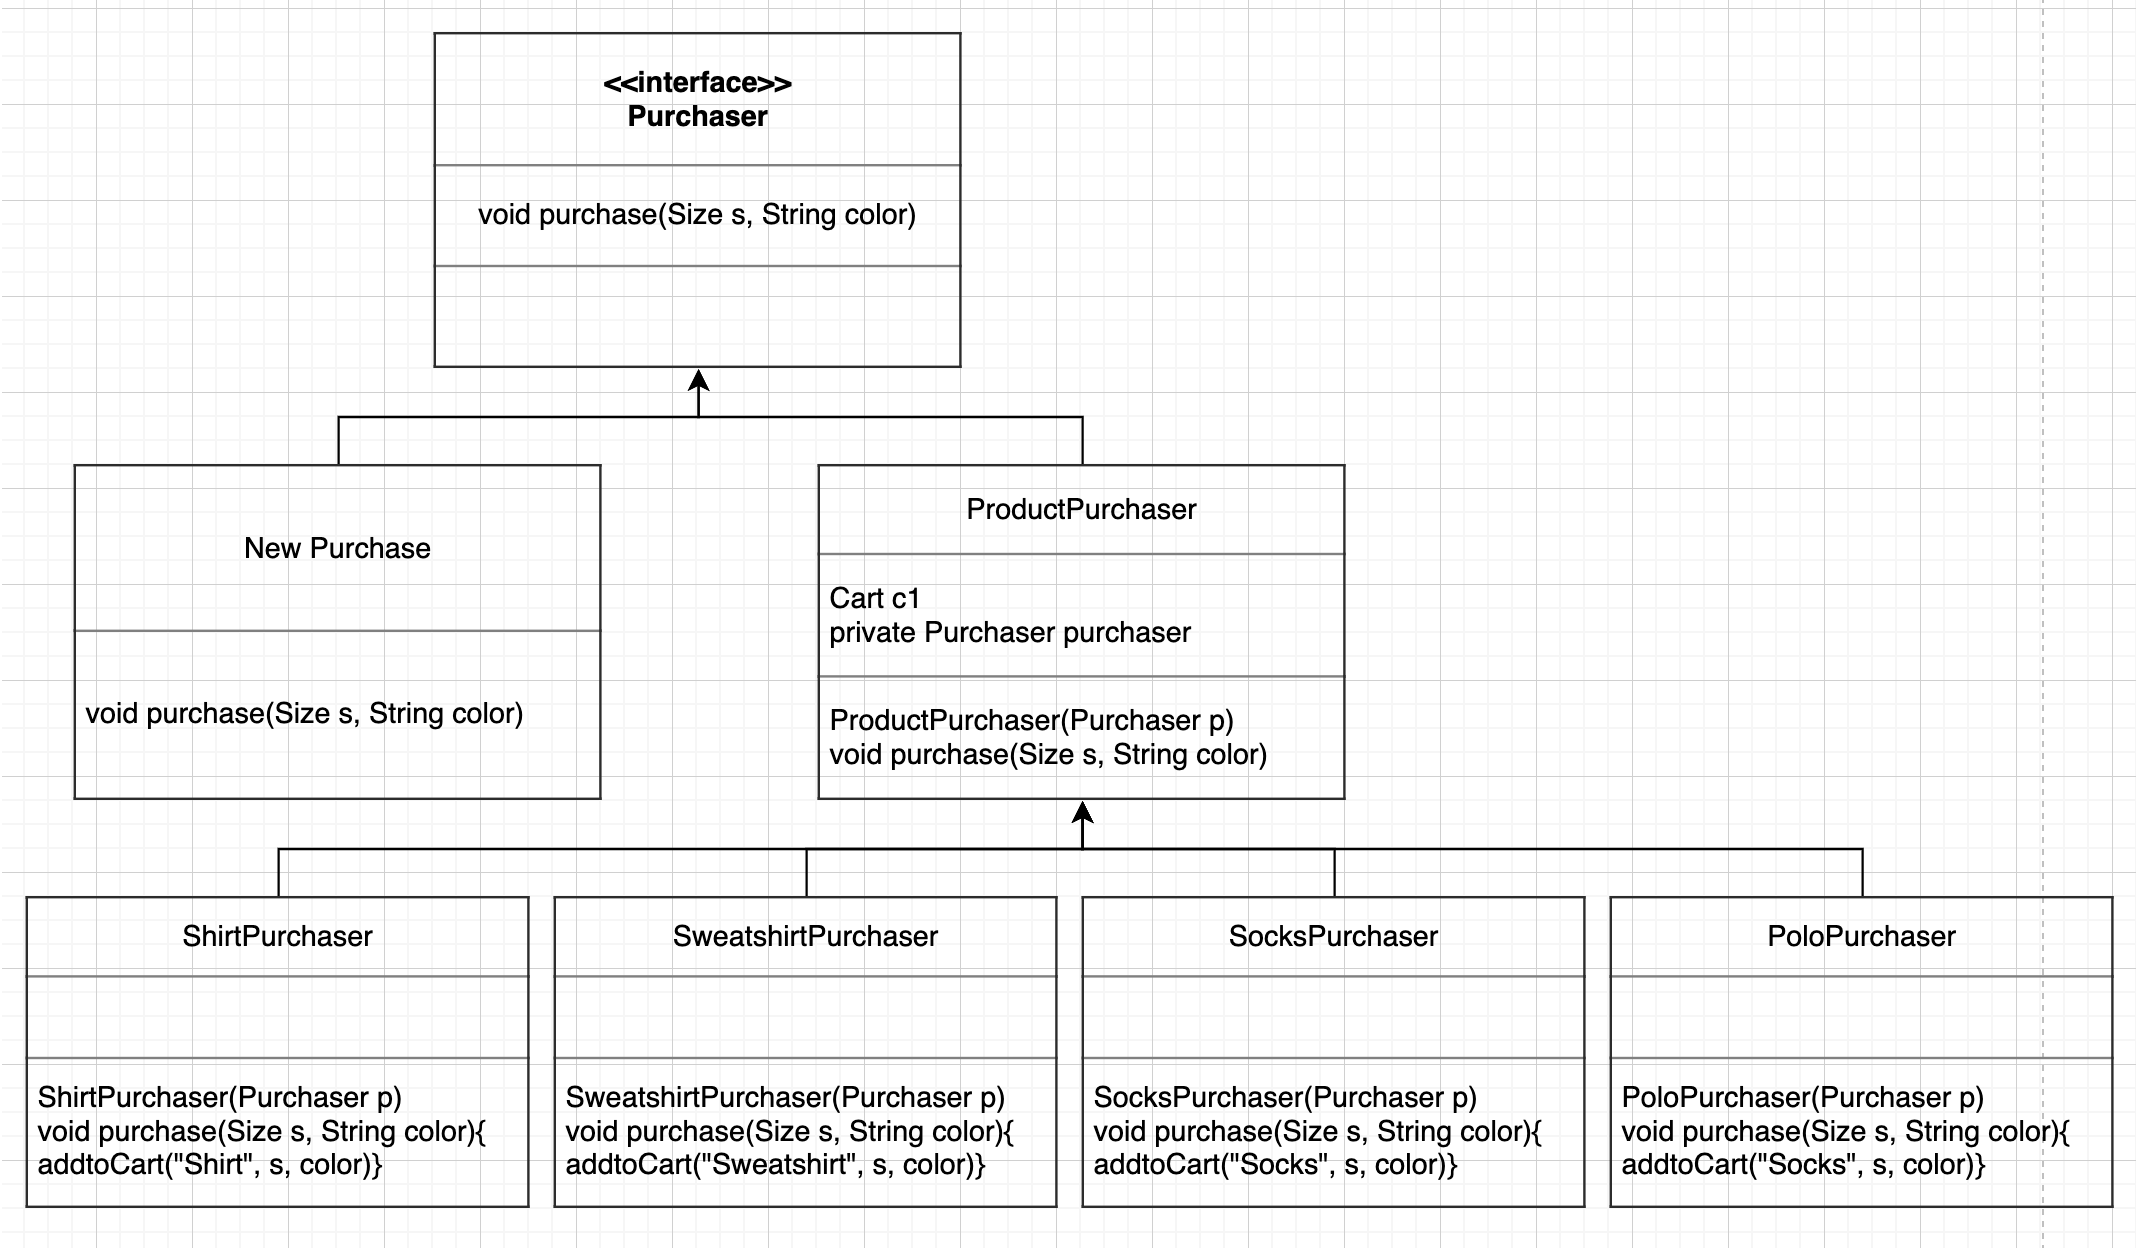 <<interface>>
Purchaser
void purchase(Size s, String color)
New Purchase
void purchase(Size s, String color)
ProductPurchaser
Cart c1
private Purchaser purchaser
ProductPurchaser(Purchaser p)
void purchase(Size s, String color)
ShirtPurchaser
ShirtPurchaser(Purchaser p)
void purchase(Size s, String color){
addtoCart("Shirt", s, color)}
SweatshirtPurchaser
SweatshirtPurchaser(Purchaser p)
void purchase(Size s, String color){
addtoCart("Sweatshirt", s, color)}
SocksPurchaser
SocksPurchaser(Purchaser p)
void purchase(Size s, String color){
addtoCart("Socks", s, color)}
PoloPurchaser
PoloPurchaser(Purchaser p)
void purchase(Size s, String color){
addtoCart("Socks", s, color)}